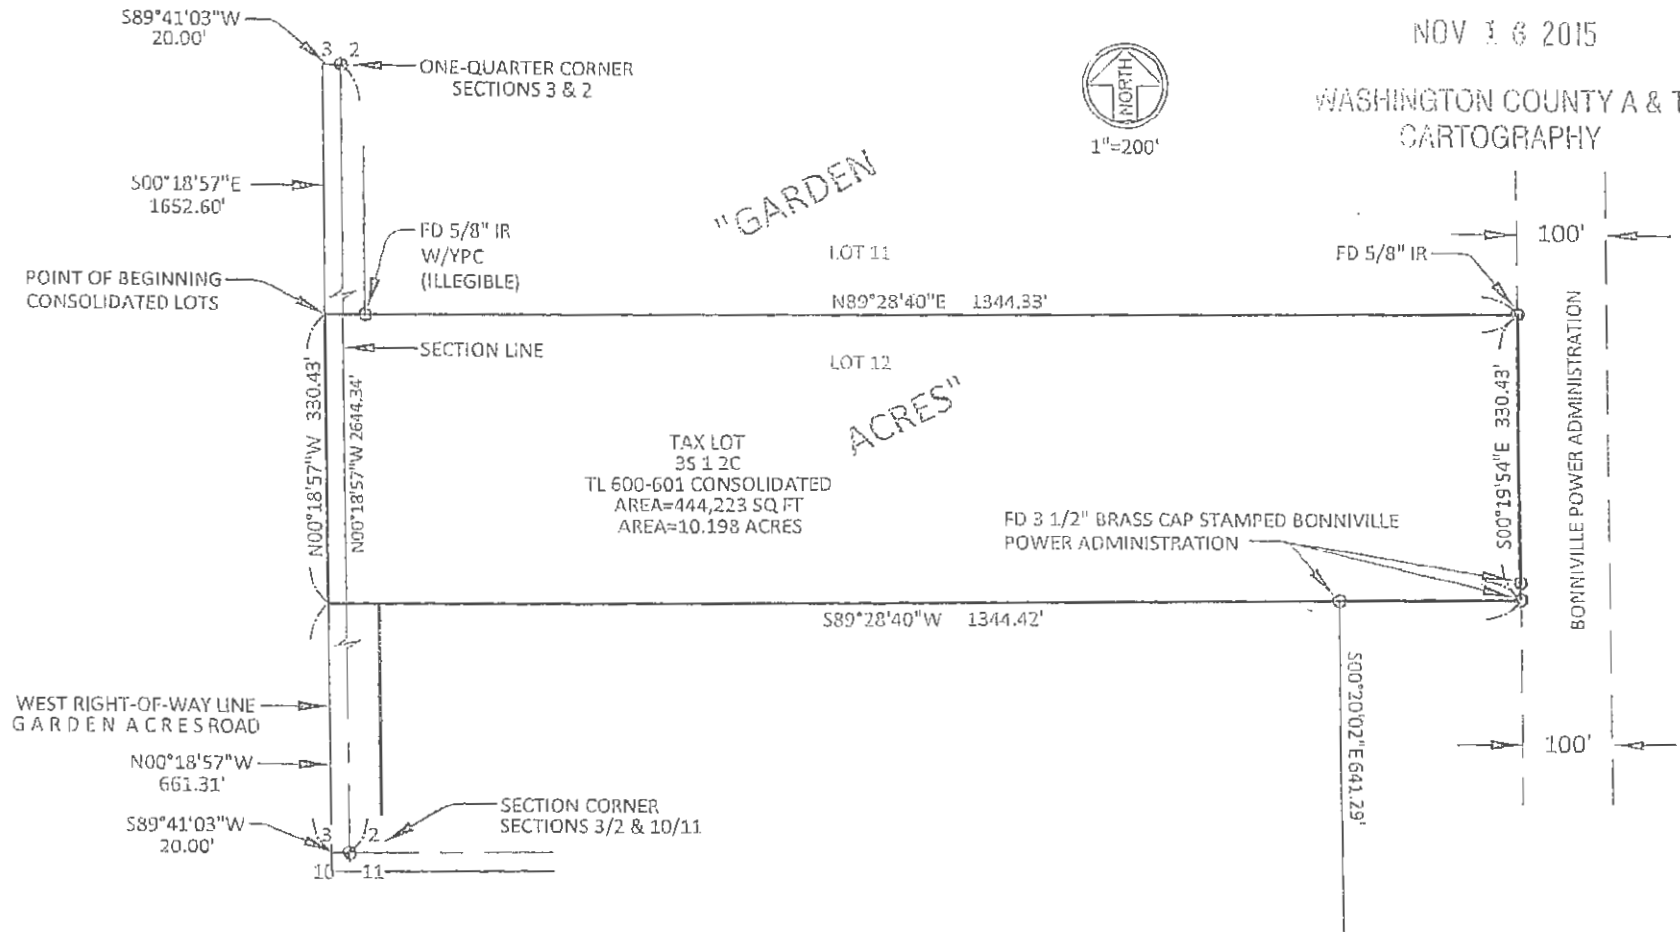 S89°41'03"W
20.00'
3 2
ONE-QUARTER CORNER
SECTIONS 3 & 2
NORTH
1"=200'
NOV 16 2015
WASHINGTON COUNTY A & T
CARTOGRAPHY
S00°18'57"E
1652.60'
"GARDEN
FD 5/8" IR
W/YPC
(ILLEGIBLE)
LOT 11
FD 5/8" IR
100'
POINT OF BEGINNING
CONSOLIDATED LOTS
N89°28'40"E 1344.33'
SECTION LINE
LOT 12
N00°18'57"W 330.43'
N00°18'57"W 2644.34'
ACRES"
TAX LOT
3S 1 2C
TL 600-601 CONSOLIDATED
AREA=444,223 SQ FT
AREA=10.198 ACRES
FD 3 1/2" BRASS CAP STAMPED BONNIVILLE
POWER ADMINISTRATION
S00°19'54"E 330.43'
BONNIVILLE POWER ADMINISTRATION
S89°28'40"W 1344.42'
S00°20'02"E 641.29'
WEST RIGHT-OF-WAY LINE
GARDEN ACRES ROAD
100'
N00°18'57"W
661.31'
SECTION CORNER
SECTIONS 3/2 & 10/11
S89°41'03"W
20.00'
3 2
10 11